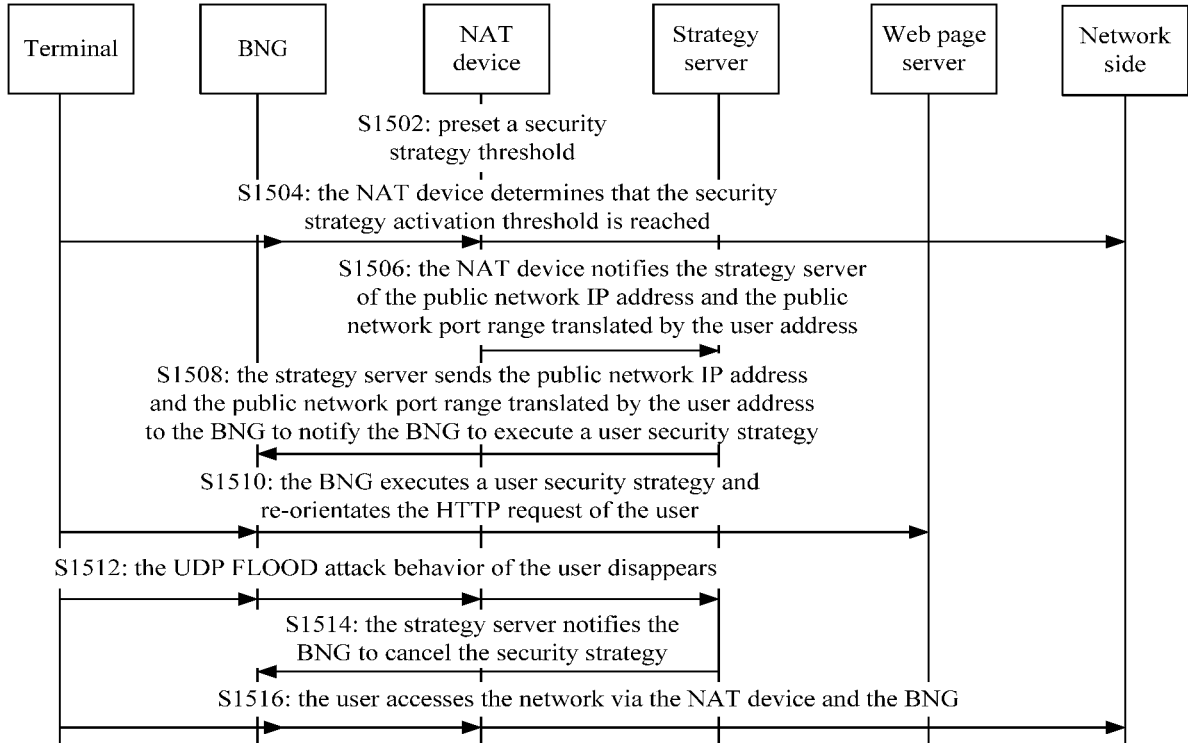 Terminal
BNG
NAT
device
Strategy
server
Web page
server
Network
side
S1502: preset a security
strategy threshold
S1504: the NAT device determines that the security
strategy activation threshold is reached
S1506: the NAT device notifies the strategy server
of the public network IP address and the public
network port range translated by the user address
S1508: the strategy server sends the public network IP address
and the public network port range translated by the user address
to the BNG to notify the BNG to execute a user security strategy
S1510: the BNG executes a user security strategy and
re-orientates the HTTP request of the user
S1512: the UDP FLOOD attack behavior of the user disappears
S1514: the strategy server notifies the
BNG to cancel the security strategy
S1516: the user accesses the network via the NAT device and the BNG